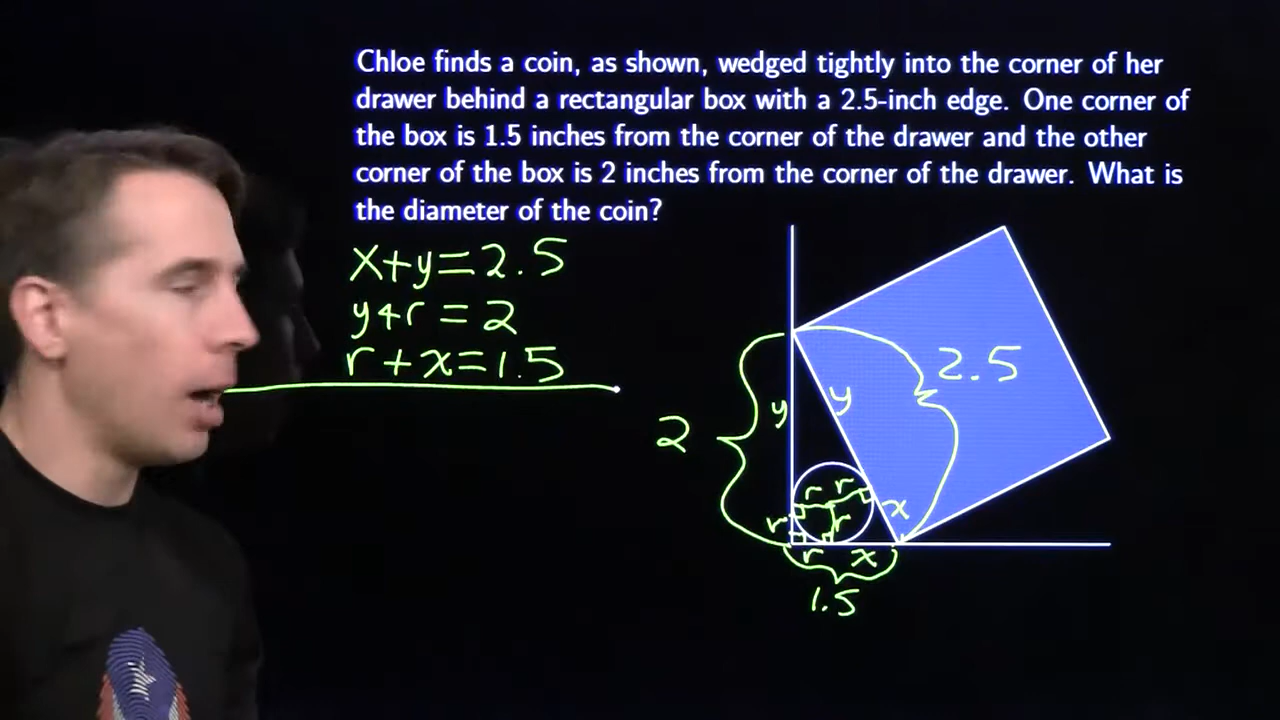 Chloe finds a coin, as shown, wedged tightly into the corner of her
drawer behind a rectangular box with a 2.5-inch edge. One corner of
the box is 1.5 inches from the corner of the drawer and the other
corner of the box is 2 inches from the corner of the drawer. What is
the diameter of the coin?
x+y=2.5
y+r=2
r+x=1.5
2.5
y
y
2
r
r
x
r
r
r
x
1.5